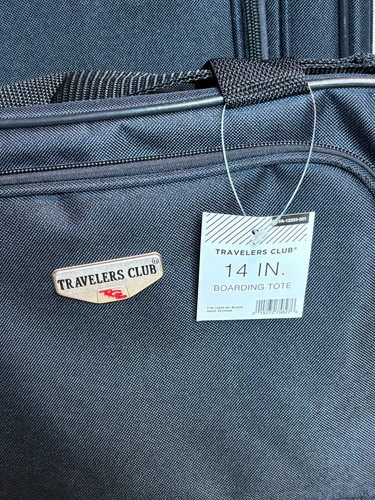 TRAVELERS CLUB®
TRAVELERS CLUB®
14 IN.
BOARDING TOTE